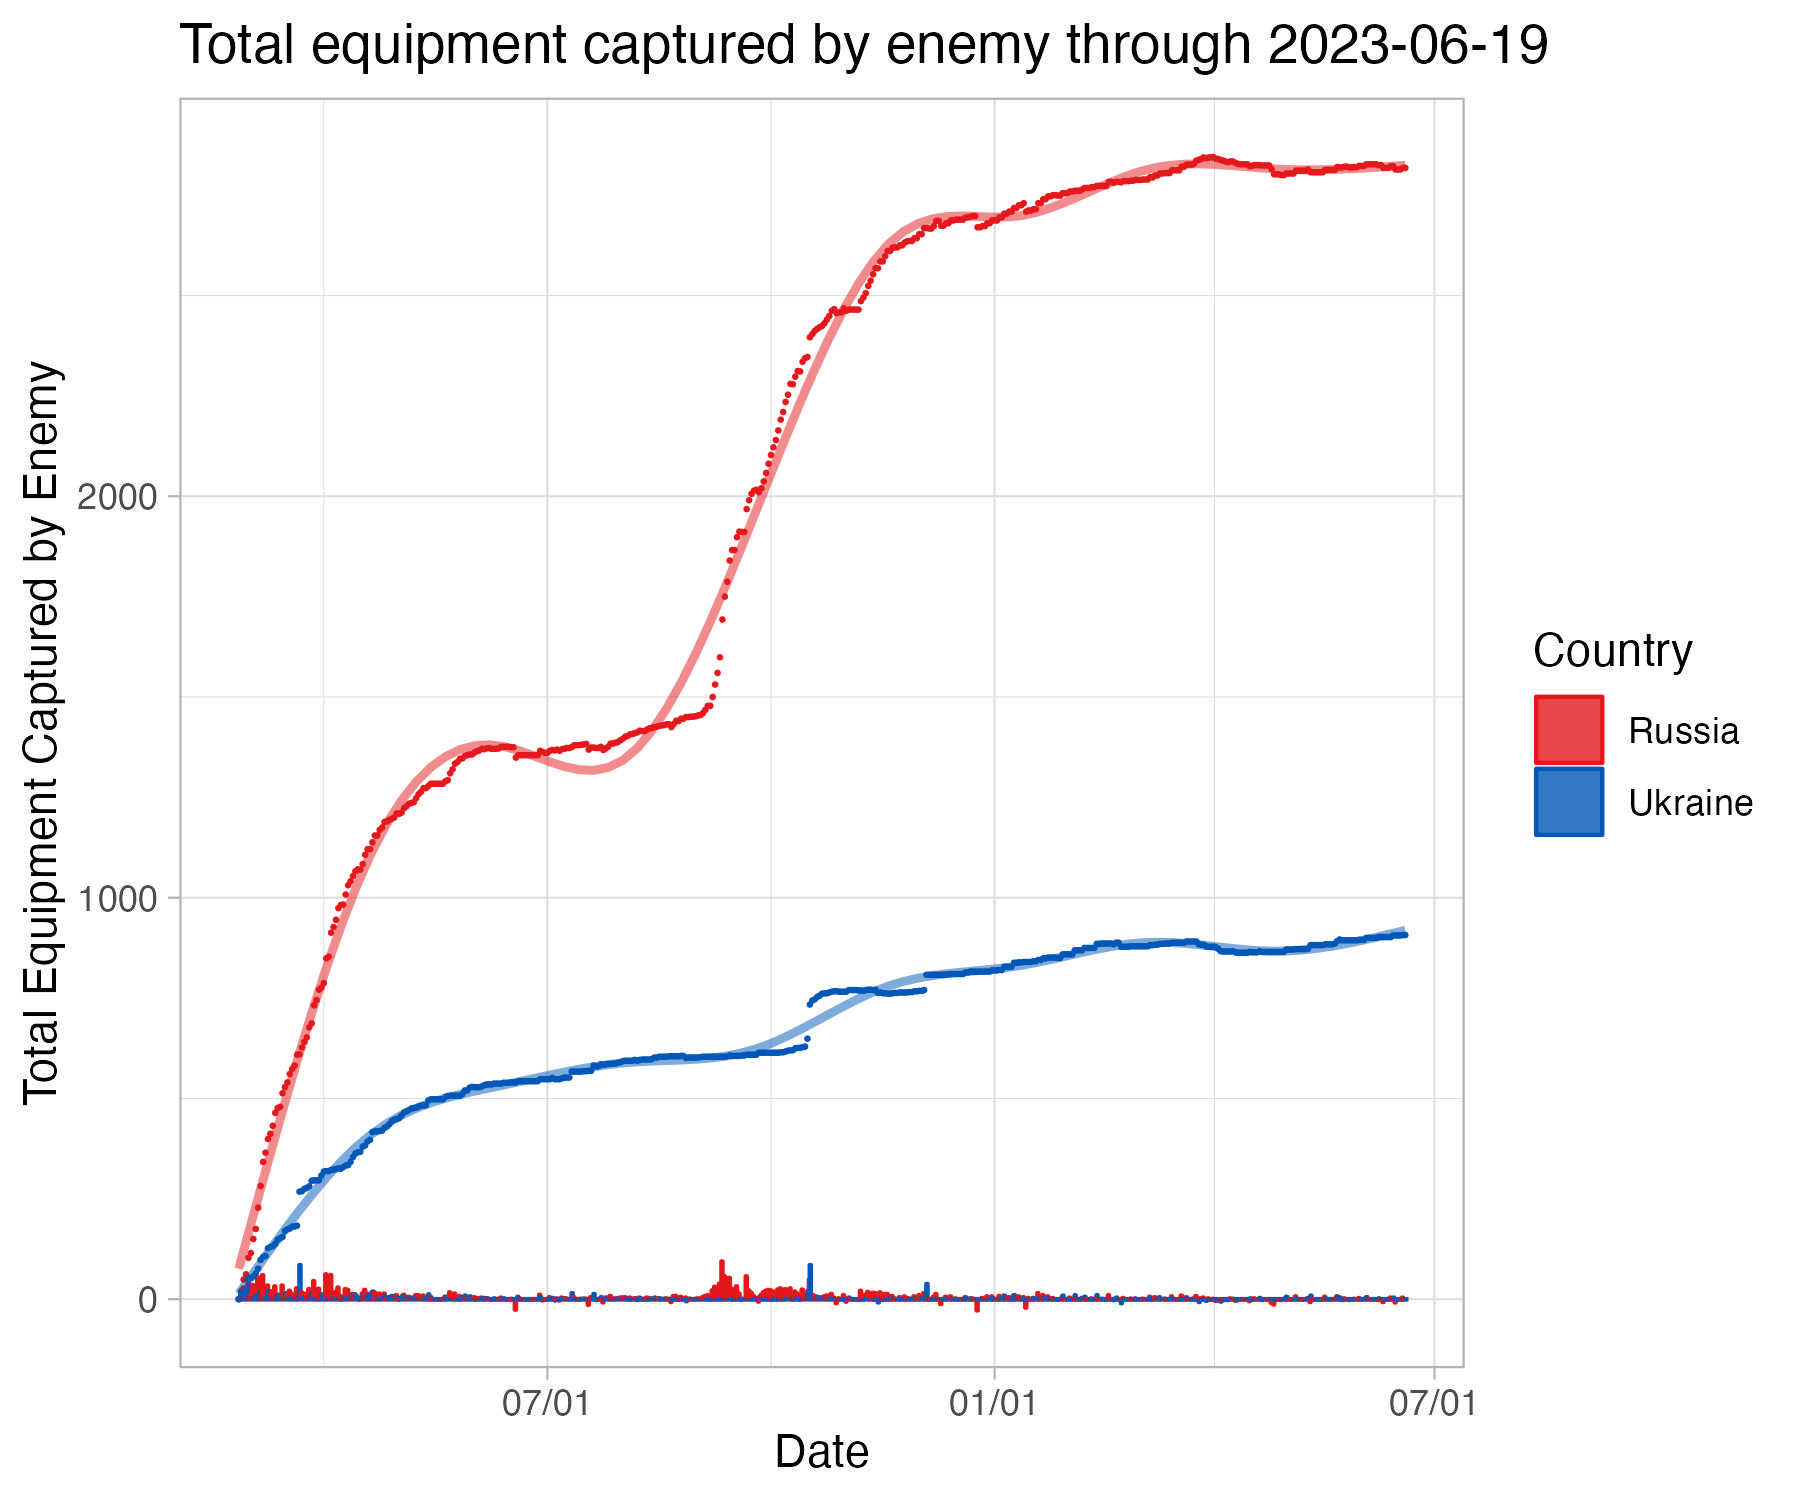 Total equipment captured by enemy through 2023-06-19
Total Equipment Captured by Enemy
2000
1000
0
07/01
01/01
07/01
Date
Country
Russia
Ukraine